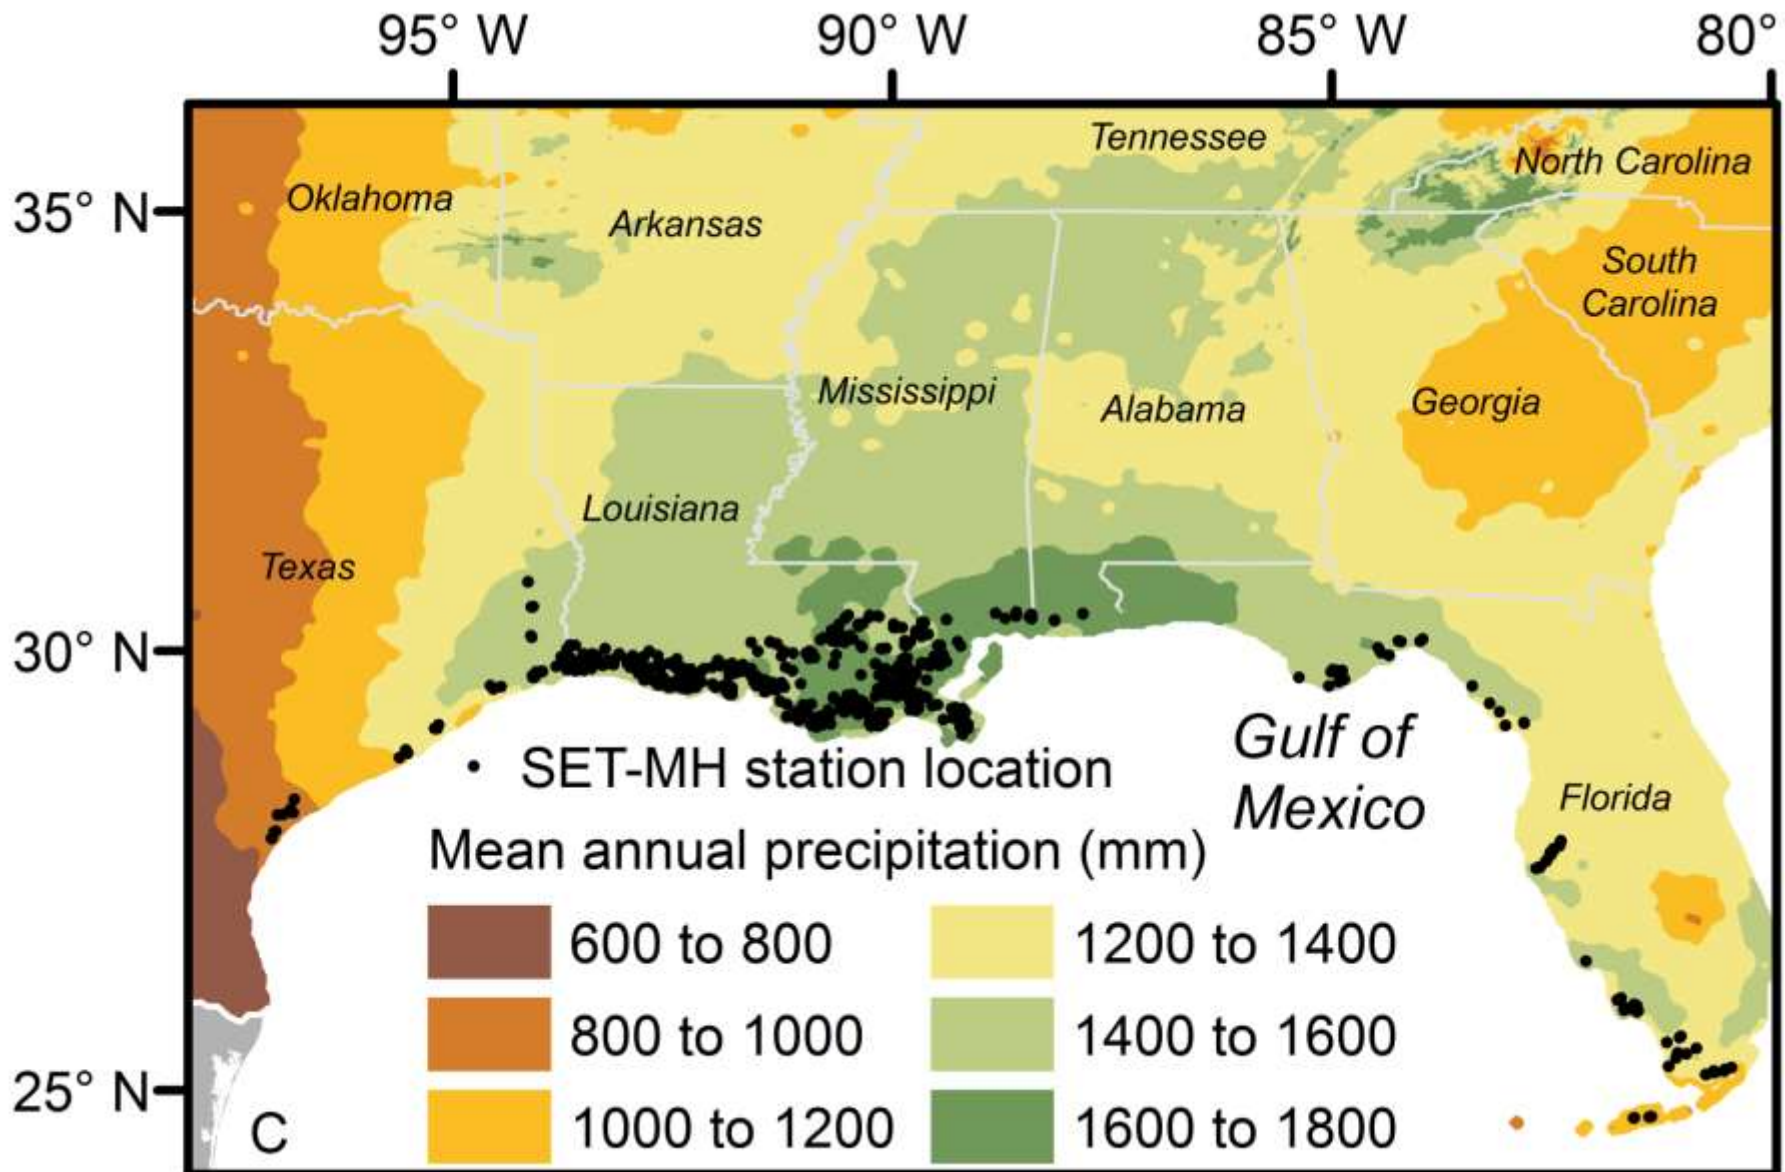 95° W 90° W 85° W 80°
Tennessee
North Carolina
35° N
Oklahoma
Arkansas
South
Carolina
Mississippi
Alabama
Georgia
Louisiana
Texas
30° N
Gulf of
Mexico
SET-MH station location
Florida
Mean annual precipitation (mm)
600 to 800 1200 to 1400
800 to 1000 1400 to 1600
25° N
1000 to 1200 1600 to 1800
C